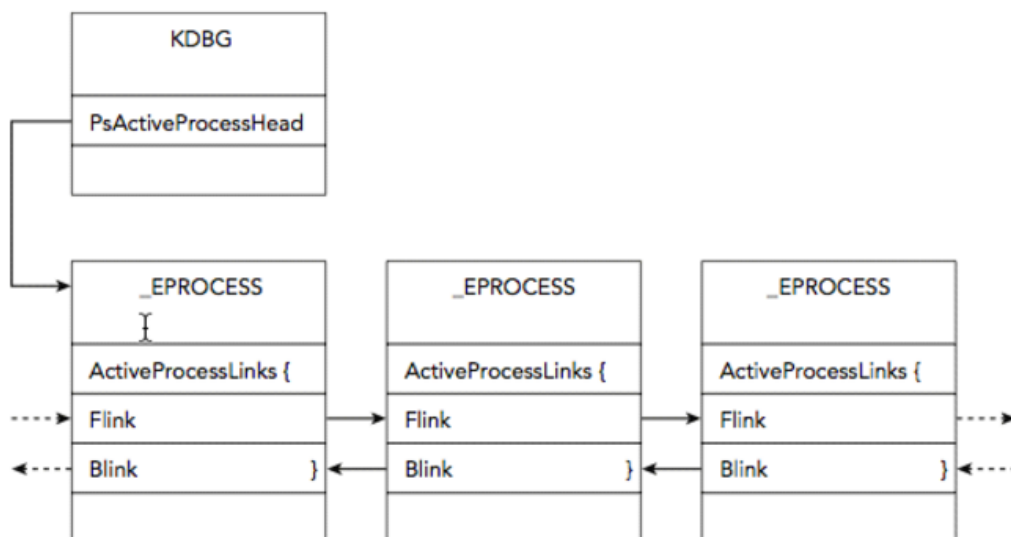 KDBG
PsActiveProcessHead
_EPROCESS
_EPROCESS
_EPROCESS
ActiveProcessLinks {
ActiveProcessLinks {
ActiveProcessLinks {
Flink
Flink
Flink
Blink }
Blink }
Blink }